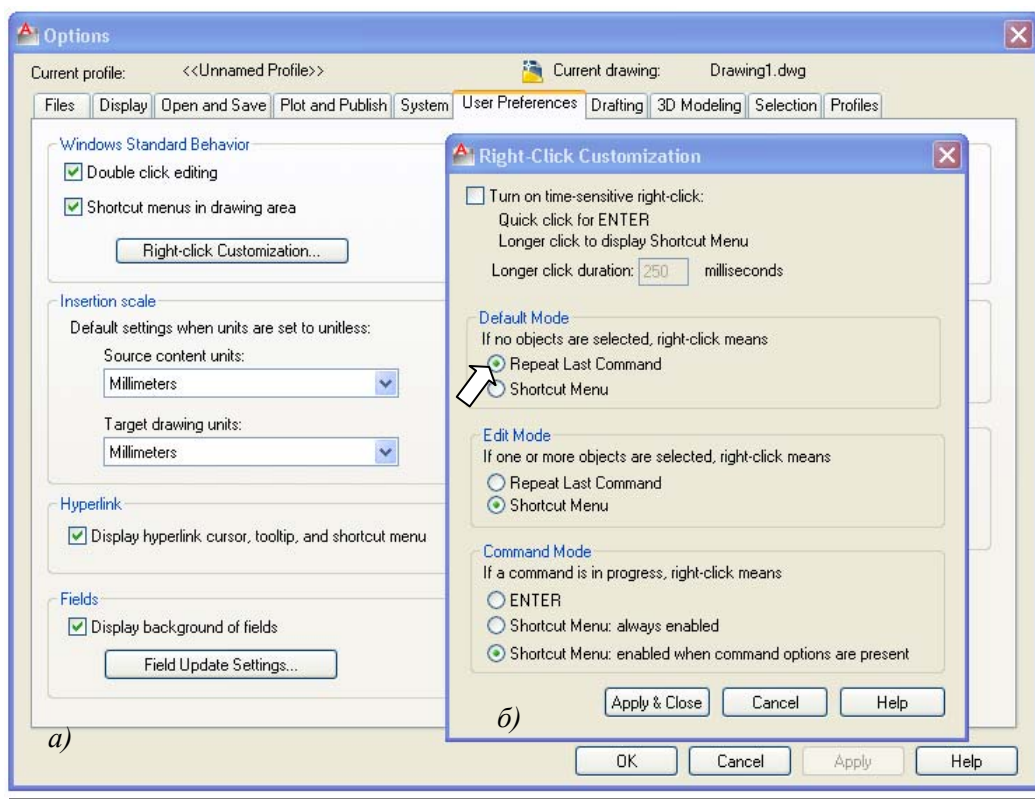 Options
Current profile: <<Unnamed Profile>> Current drawing: Drawing1.dwg
Files Display Open and Save Plot and Publish System User Preferences Drafting 3D Modeling Selection Profiles
Windows Standard Behavior
Double click editing
Shortcut menus in drawing area
Right-click Customization...
Insertion scale
Default settings when units are set to unitless:
Source content units:
Millimeters
Target drawing units:
Millimeters
Hyperlink
Display hyperlink cursor, tooltip, and shortcut menu
Fields
Display background of fields
Field Update Settings...
а)
Right-Click Customization
Turn on time-sensitive right-click:
Quick click for ENTER
Longer click to display Shortcut Menu
Longer click duration: 250 milliseconds
Default Mode
If no objects are selected, right-click means
Repeat Last Command
Shortcut Menu
Edit Mode
If one or more objects are selected, right-click means
Repeat Last Command
Shortcut Menu
Command Mode
If a command is in progress, right-click means
ENTER
Shortcut Menu: always enabled
Shortcut Menu: enabled when command options are present
Apply & Close Cancel Help
б)
OK Cancel Apply Help